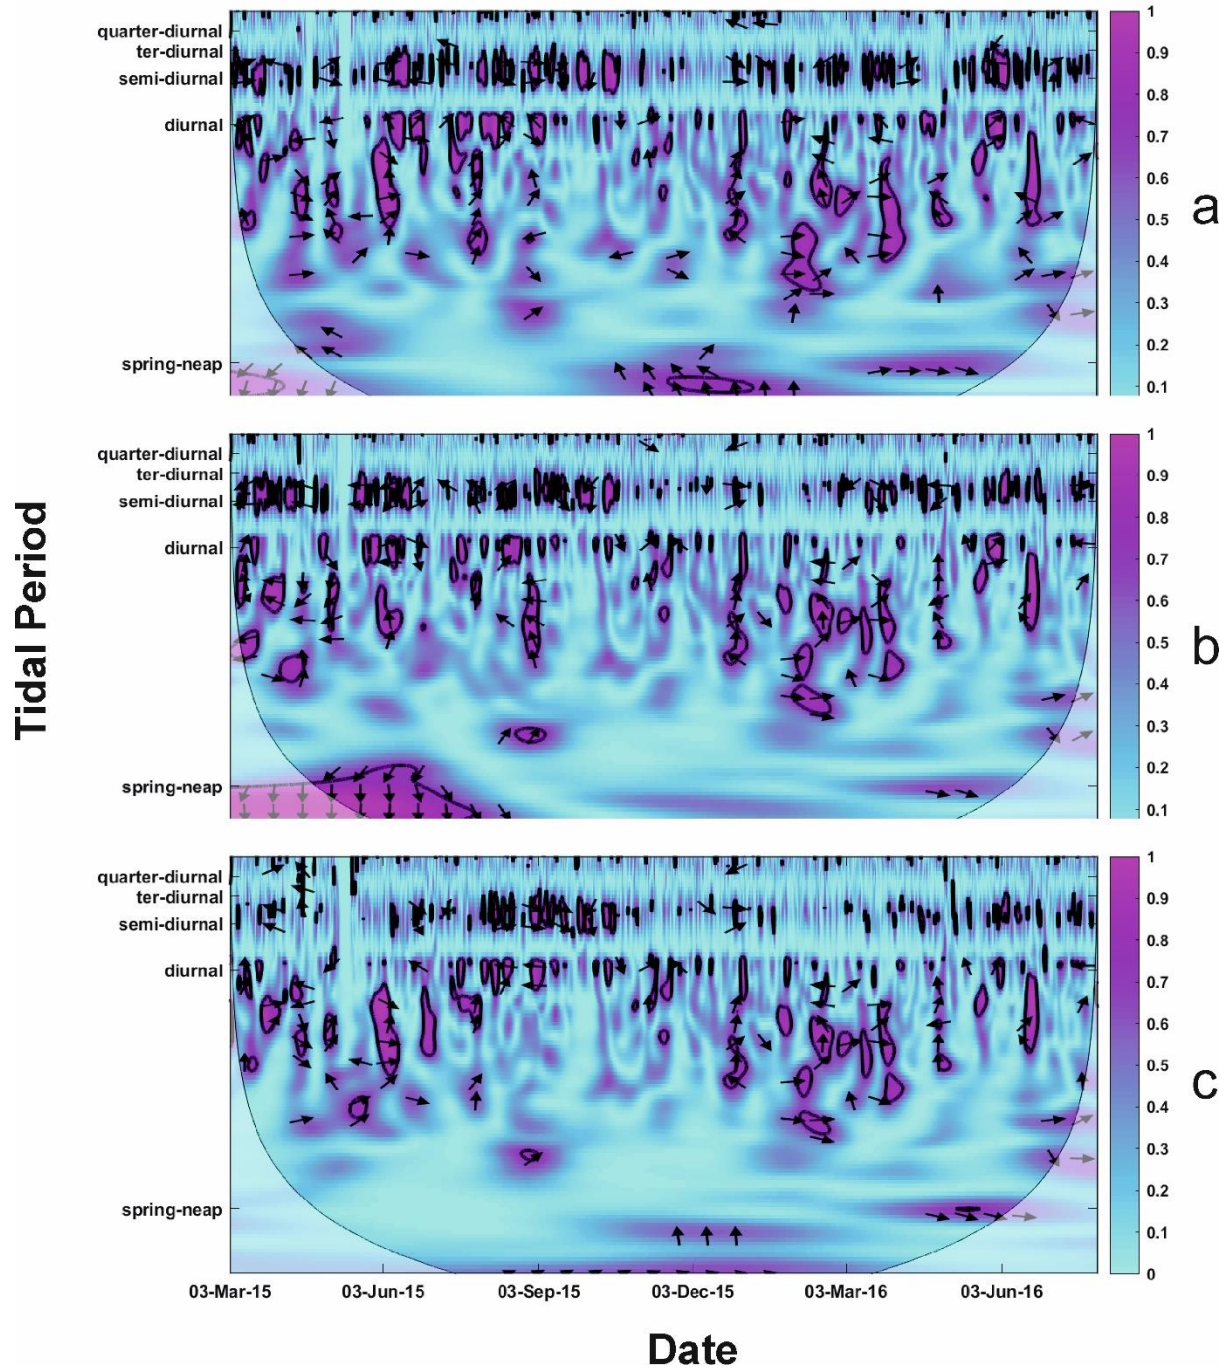 Tidal Period
quarter-diurnal
ter-diurnal
semi-diurnal
diurnal
spring-neap
1
0.9
0.8
0.7
0.6
0.5
0.4
0.3
0.2
0.1
a
quarter-diurnal
ter-diurnal
semi-diurnal
diurnal
spring-neap
1
0.9
0.8
0.7
0.6
0.5
0.4
0.3
0.2
0.1
b
quarter-diurnal
ter-diurnal
semi-diurnal
diurnal
spring-neap
1
0.9
0.8
0.7
0.6
0.5
0.4
0.3
0.2
0.1
0
c
03-Mar-15 03-Jun-15 03-Sep-15 03-Dec-15 03-Mar-16 03-Jun-16
Date